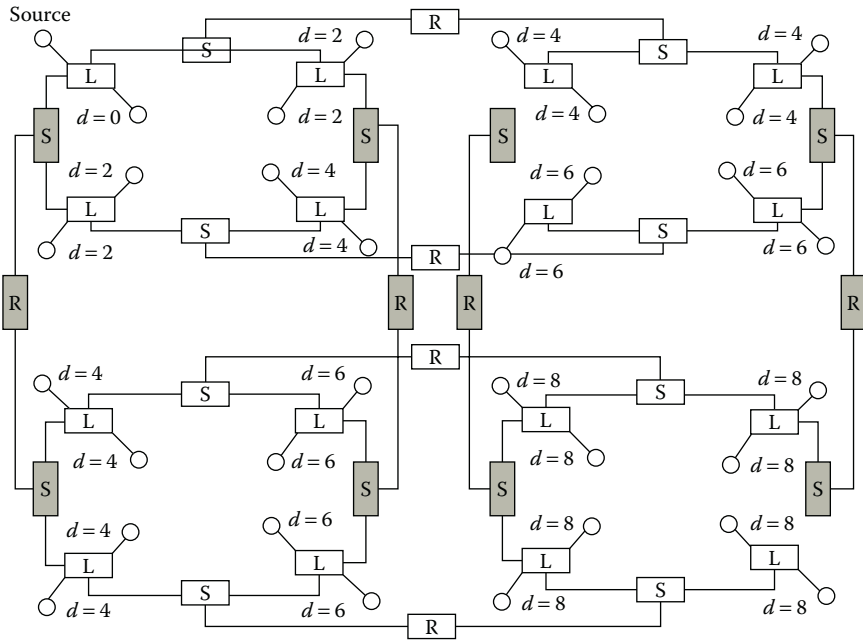 Source
R
d = 2
d = 4
d = 4
S
S
L
L
L
L
d = 0
d = 2
d = 4
d = 4
S
S
S
S
d = 2
d = 4
d = 6
d = 6
L
L
L
L
S
S
d = 2
d = 4
d = 6
d = 6
R
R
R
R
R
R
d = 4
d = 6
d = 8
d = 8
S
S
L
L
L
L
d = 4
d = 6
d = 8
d = 8
S
S
S
S
d = 4
d = 6
d = 8
d = 8
L
L
L
L
S
S
d = 4
d = 6
d = 8
d = 8
R